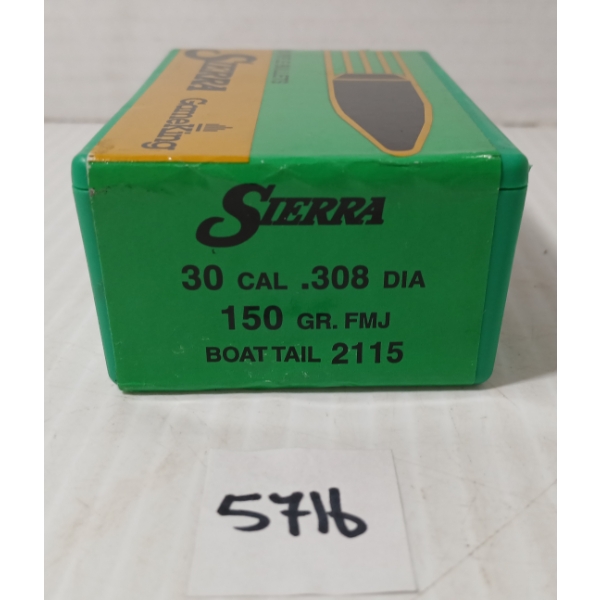 SIERRA
GameKing
SIERRA
30 CAL .308 DIA
150 GR. FMJ
BOAT TAIL 2115
5716